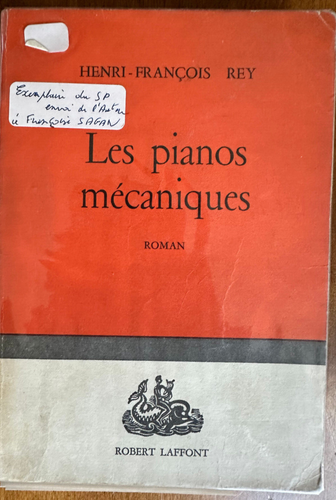 HENRI-FRANÇOIS REY
Exemplaire du SP
envoi de l'Auteur
à Françoise SAGAN
Les pianos
mécaniques
ROMAN
ROBERT LAFFONT